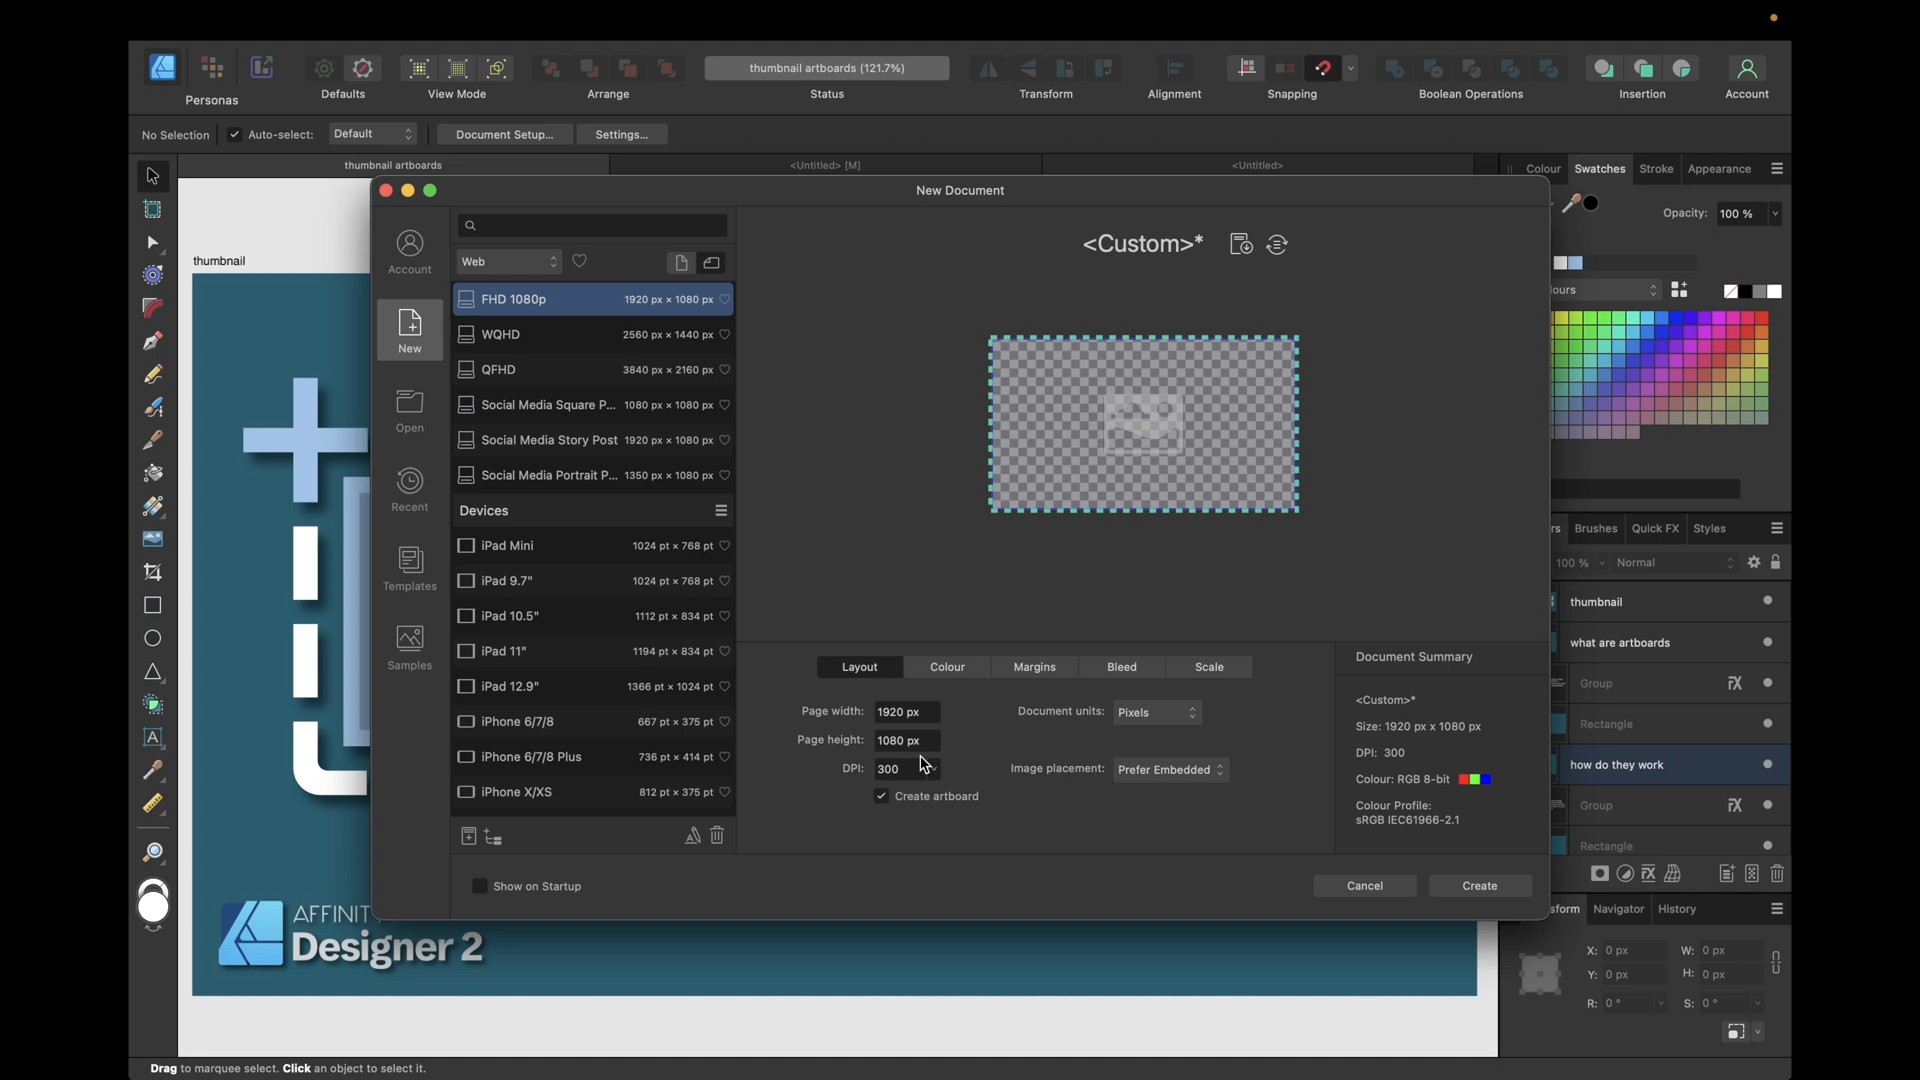 thumbnail artboards (121.7%)
Personas
Defaults
View Mode
Arrange
Status
Transform
Alignment
Snapping
Boolean Operations
Insertion
Account
No Selection
Auto-select:
Default
Document Setup...
Settings...
thumbnail artboards
<Untitled> [M]
<Untitled>
Colour
Swatches
Stroke
Appearance
New Document
Opacity:
100 %
thumbnail
Account
Web
<Custom>*
New
FHD 1080p
1920 px × 1080 px
WQHD
2560 px × 1440 px
QFHD
3840 px × 2160 px
Social Media Square P...
1080 px × 1080 px
Social Media Story Post
1920 px × 1080 px
Social Media Portrait P...
1350 px × 1080 px
Open
Recent
Templates
Samples
Devices
iPad Mini
1024 pt × 768 pt
iPad 9.7"
1024 pt × 768 pt
iPad 10.5"
1112 pt × 834 pt
iPad 11"
1194 pt × 834 pt
iPad 12.9"
1366 pt × 1024 pt
iPhone 6/7/8
667 pt × 375 pt
iPhone 6/7/8 Plus
736 pt × 414 pt
iPhone X/XS
812 pt × 375 pt
Show on Startup
Layout
Colour
Margins
Bleed
Scale
Page width:
1920 px
Page height:
1080 px
DPI:
300
Create artboard
Document units:
Pixels
Image placement:
Prefer Embedded
Document Summary
<Custom>*
Size: 1920 px x 1080 px
DPI: 300
Colour: RGB 8-bit
Colour Profile:
sRGB IEC61966-2.1
Cancel
Create
ours
rs
Brushes
Quick FX
Styles
100 %
Normal
thumbnail
what are artboards
Group
Rectangle
how do they work
Group
Rectangle
sform
Navigator
History
X: 0 px
W: 0 px
Y: 0 px
H: 0 px
R: 0 °
S: 0 °
AFFINIT
Designer 2
Drag to marquee select. Click an object to select it.